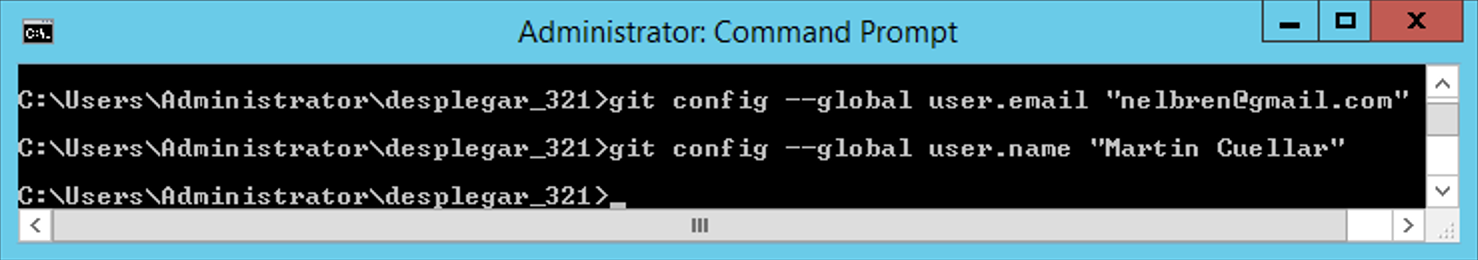 Administrator: Command Prompt
C:\Users\Administrator\desplegar_321>git config --global user.email "nelbren@gmail.com"
C:\Users\Administrator\desplegar_321>git config --global user.name "Martin Cuellar"
C:\Users\Administrator\desplegar_321>_